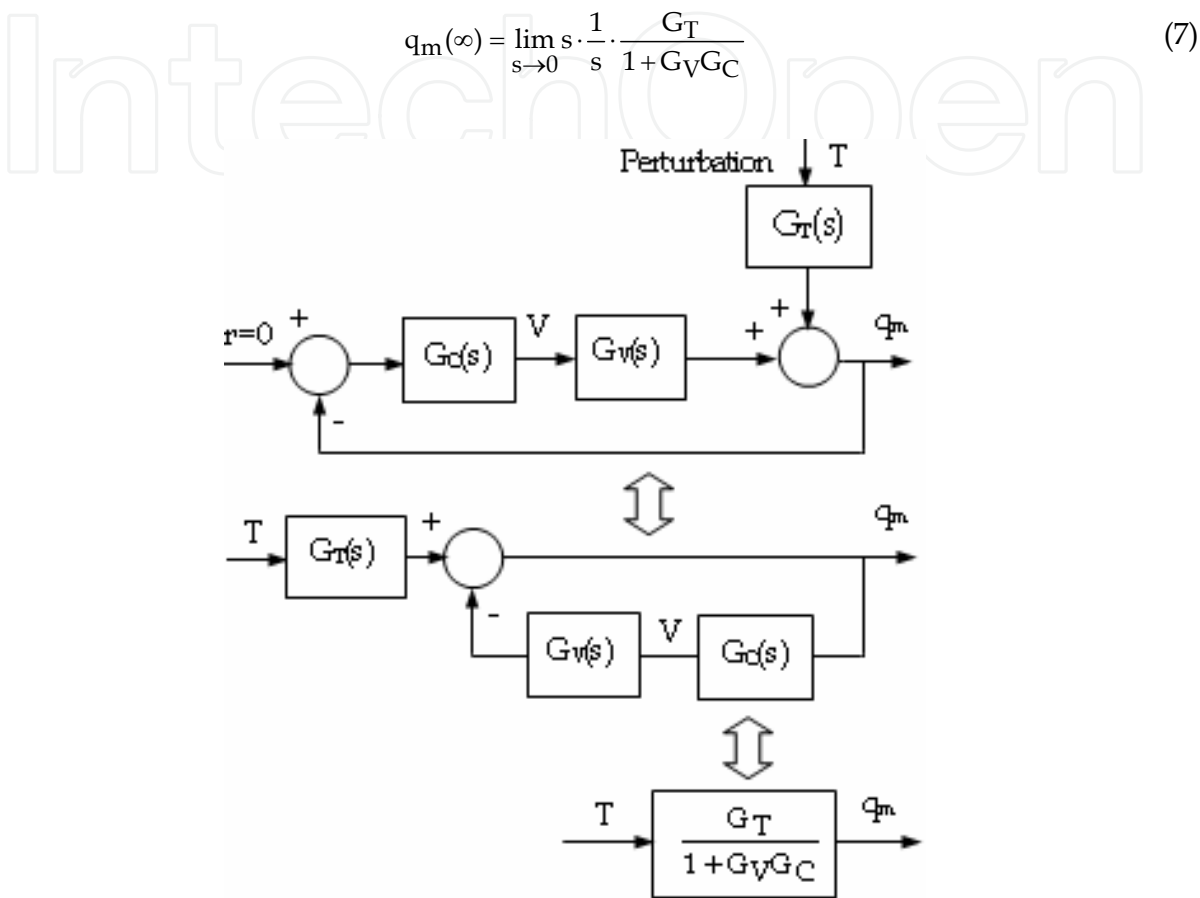 q_m(∞) = lim_{s→0} s · 1/s · G_T / (1+G_V G_C) (7)
IntechOpen
Perturbation T
G_T(s)
r=0 + G_C(s) V G_V(s) + + q_m
-
T G_T(s) + q_m
- G_V(s) V G_C(s)
T G_T / (1+G_V G_C) q_m